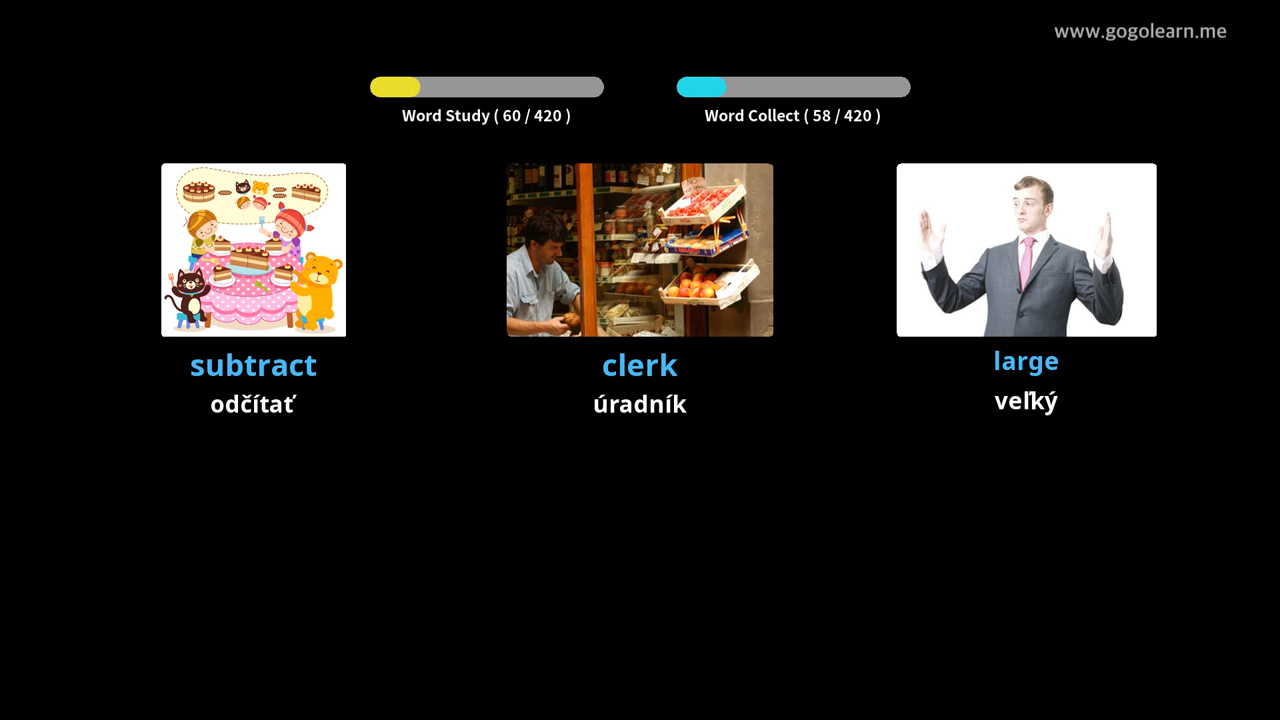 www.gogolearn.me
Word Study ( 60 / 420 )
Word Collect ( 58 / 420 )
subtract
odčítať
clerk
úradník
large
veľký